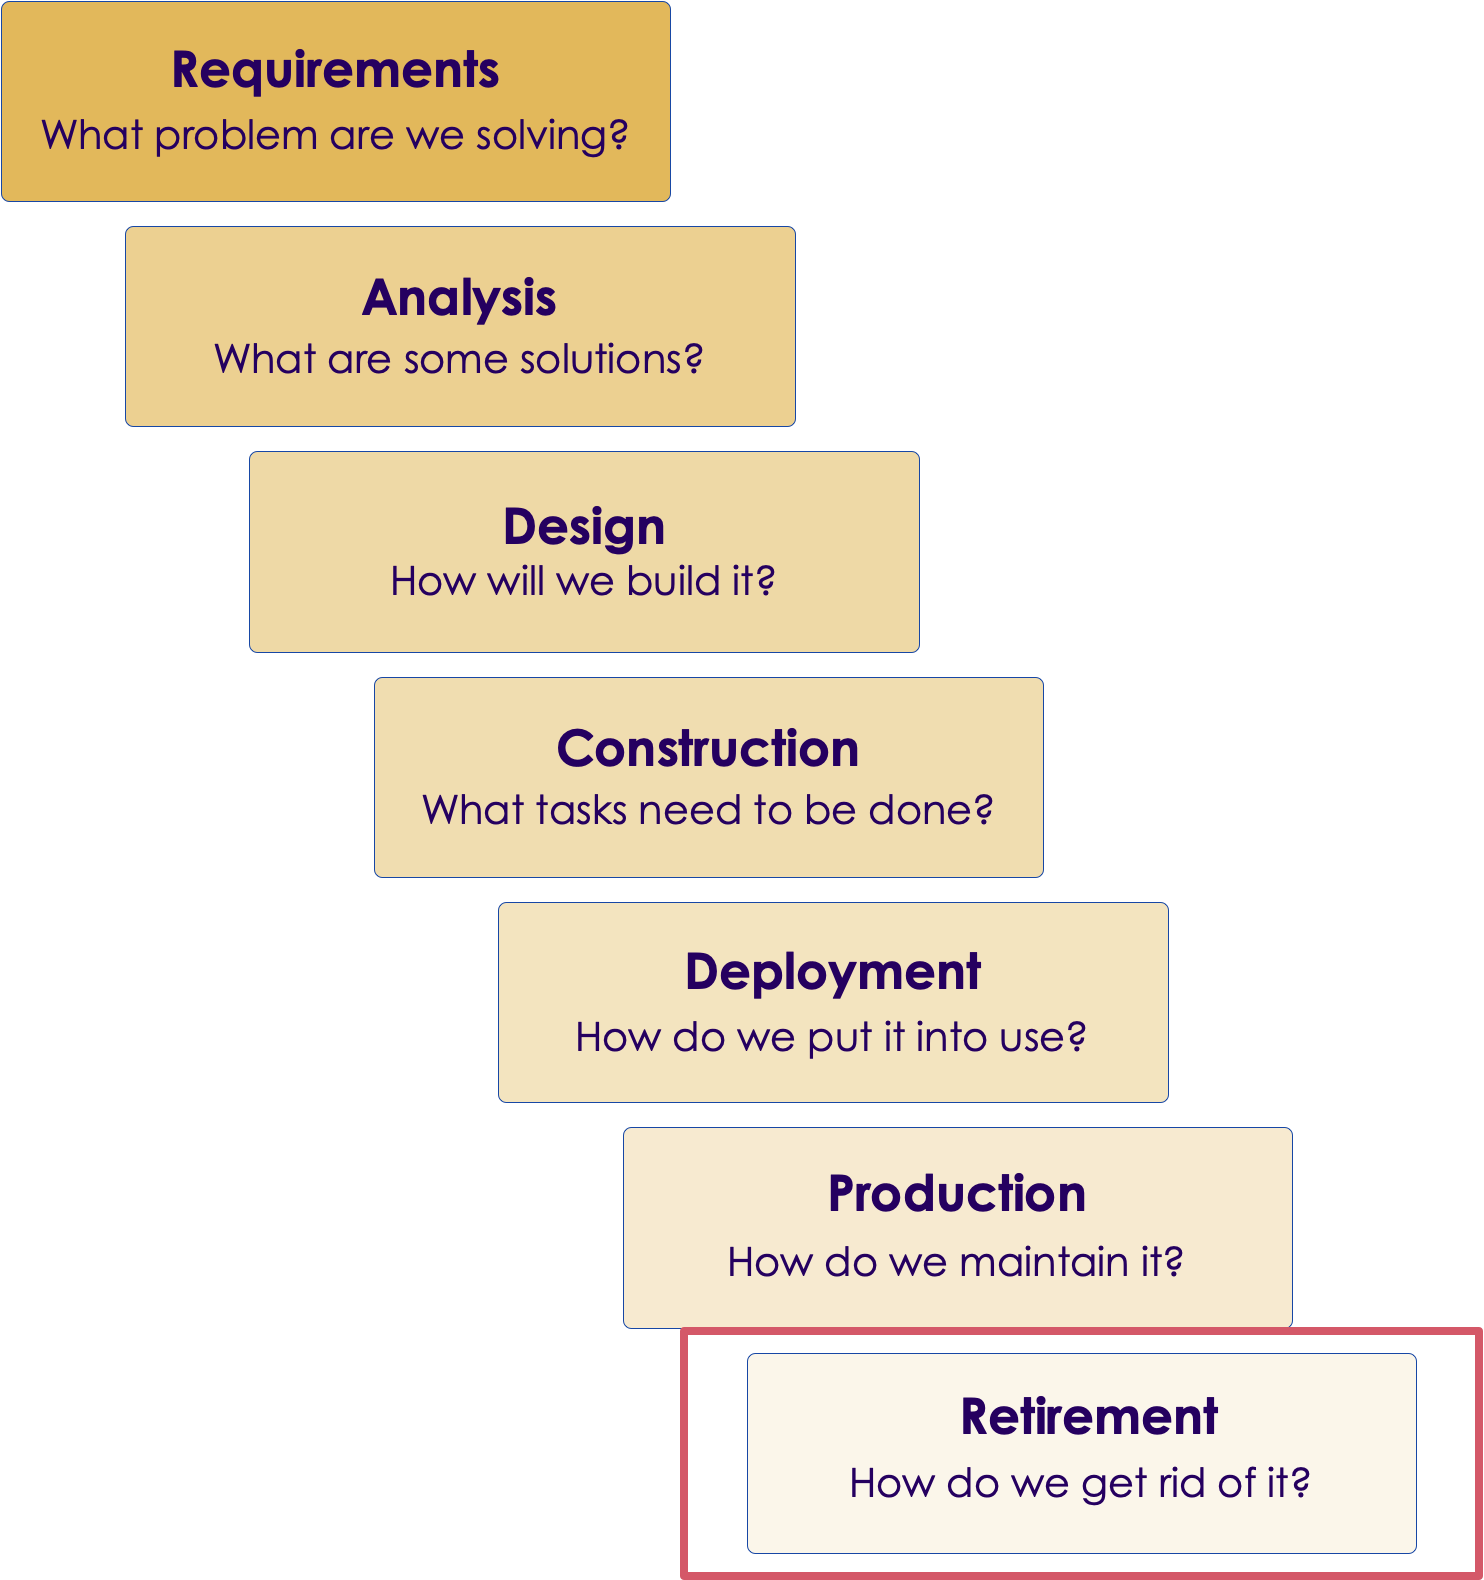 Requirements
What problem are we solving?
Analysis
What are some solutions?
Design
How will we build it?
Construction
What tasks need to be done?
Deployment
How do we put it into use?
Production
How do we maintain it?
Retirement
How do we get rid of it?